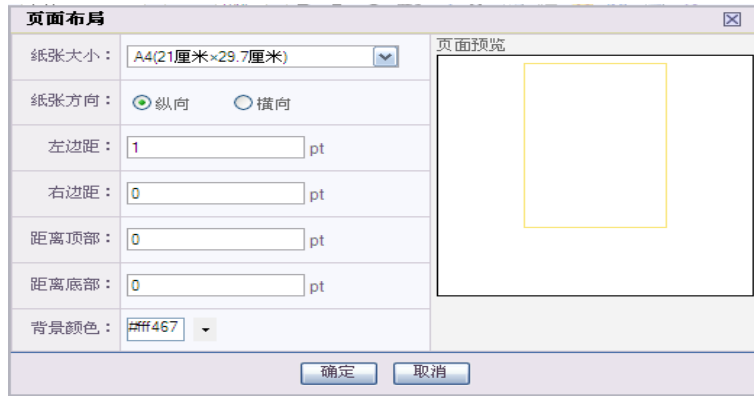 页面布局
纸张大小： A4(21厘米×29.7厘米)
页面预览
纸张方向： 纵向 横向
左边距： 1 pt
右边距： 0 pt
距离顶部： 0 pt
距离底部： 0 pt
背景颜色： #fff467
确定 取消